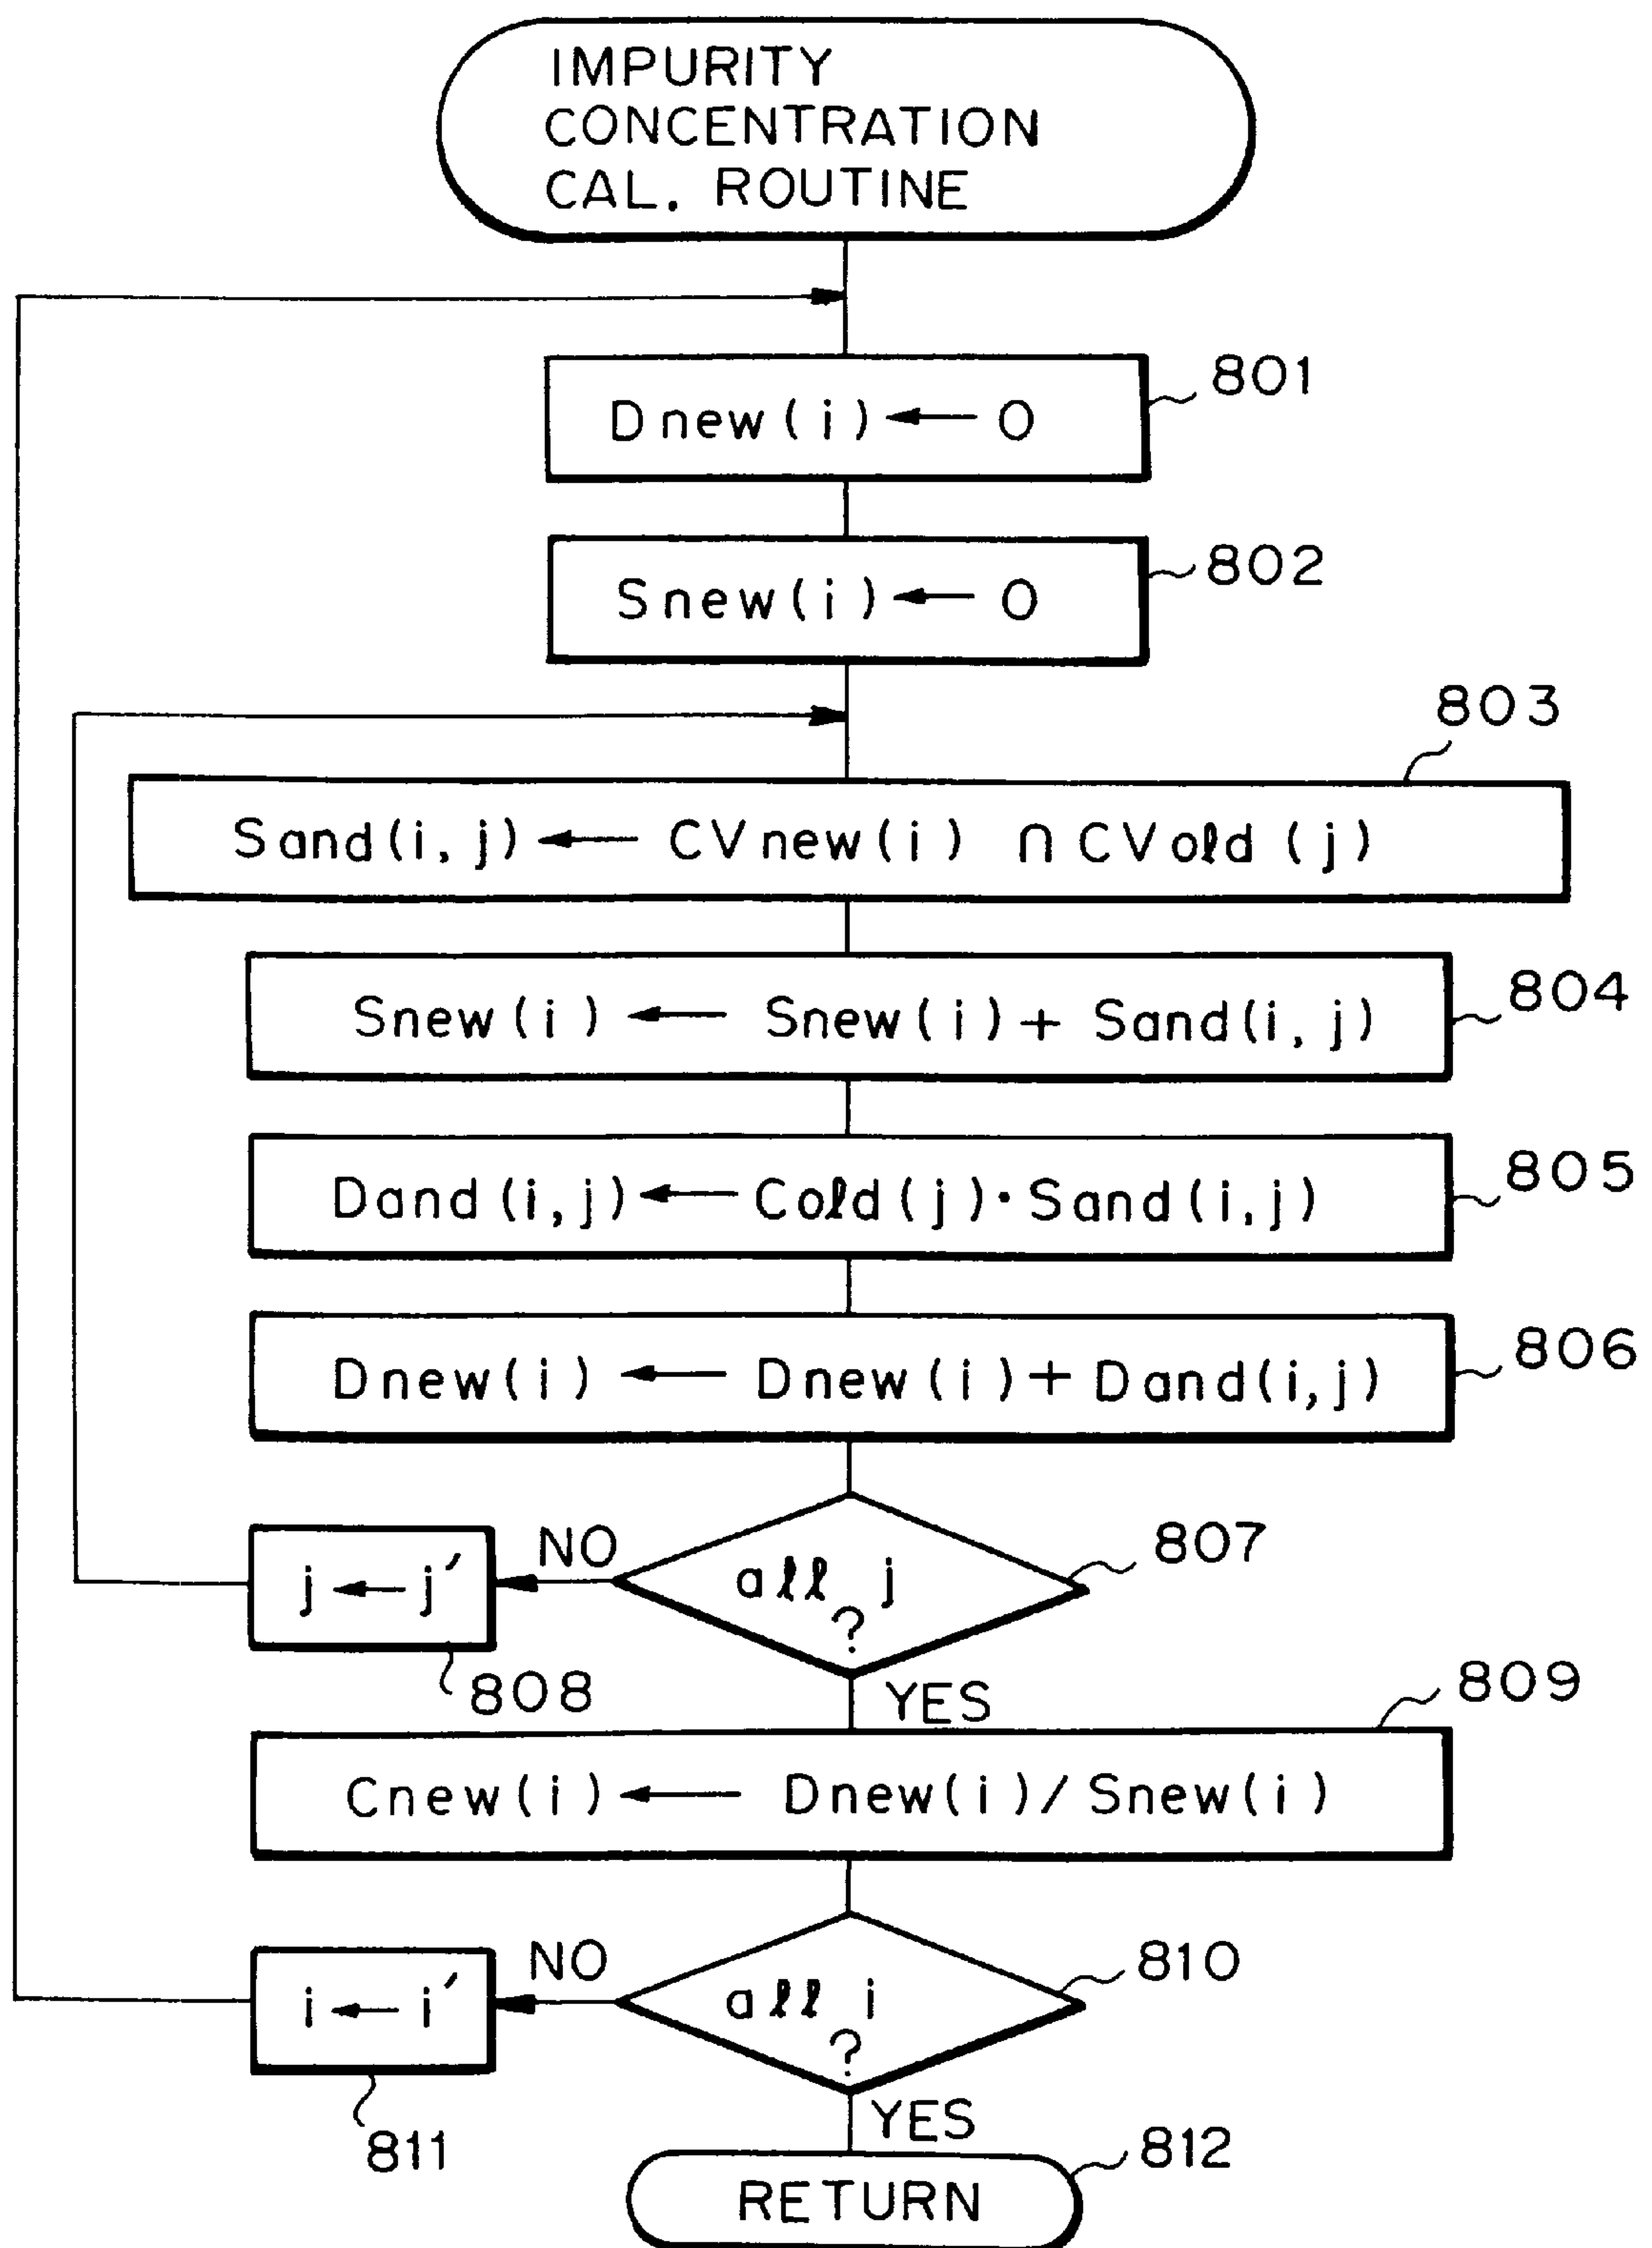 IMPURITY
CONCENTRATION
CAL. ROUTINE
Dnew(i) ← 0
801
Snew(i) ← 0
802
803
Sand(i, j) ← CVnew(i) ∩ CVold(j)
Snew(i) ← Snew(i) + Sand(i, j)
804
Dand(i,j) ← Cold(j)·Sand(i,j)
805
Dnew(i) ← Dnew(i) + Dand(i,j)
806
j ← j′
NO
all j
?
807
808
YES
809
Cnew(i) ← Dnew(i) / Snew(i)
i ← i′
NO
all i
?
810
811
YES
RETURN
812